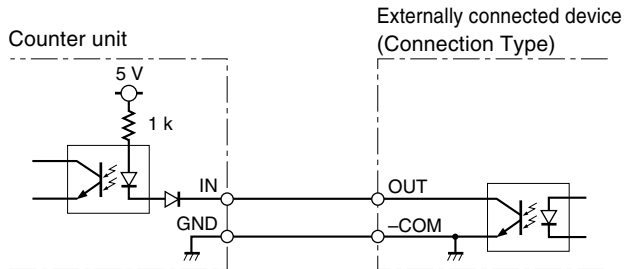 Counter unit
Externally connected device
(Connection Type)
5 V
1 k
IN
OUT
GND
–COM